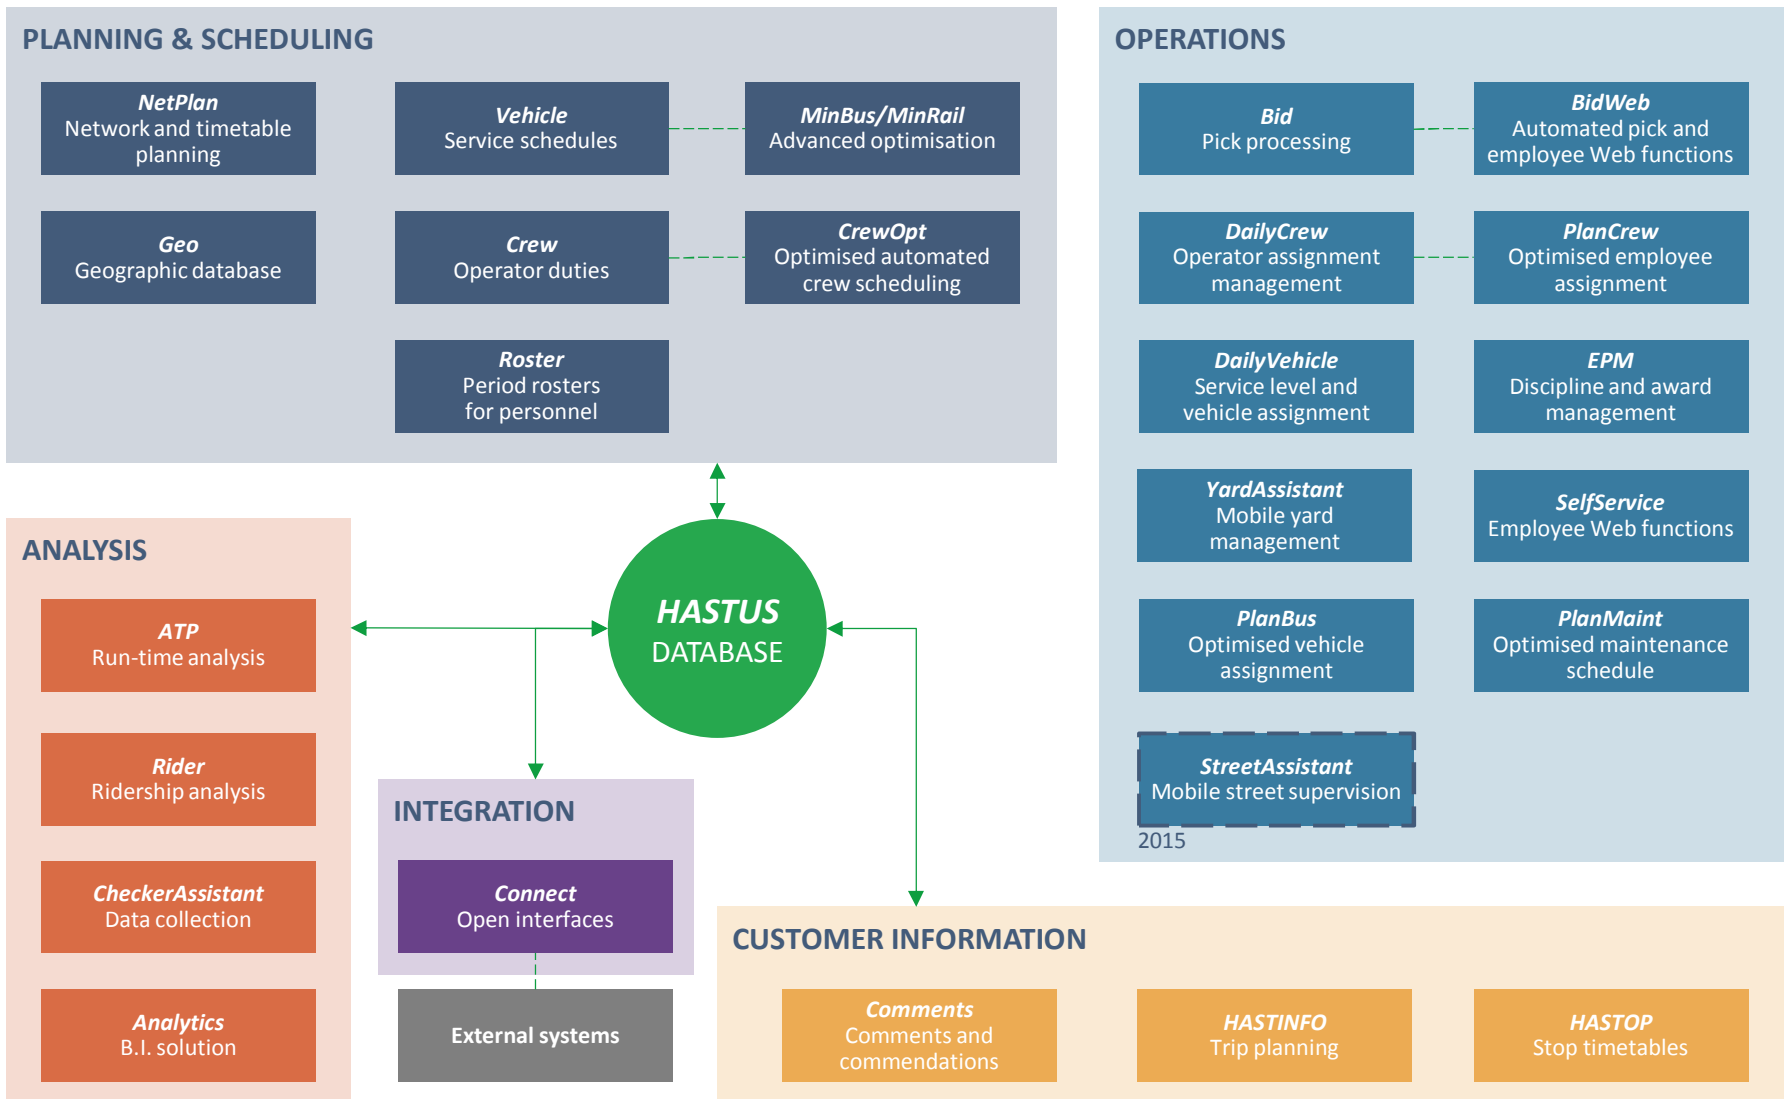 PLANNING & SCHEDULING
NetPlan
Network and timetable
planning
Vehicle
Service schedules
MinBus/MinRail
Advanced optimisation
Geo
Geographic database
Crew
Operator duties
CrewOpt
Optimised automated
crew scheduling
Roster
Period rosters
for personnel
OPERATIONS
Bid
Pick processing
BidWeb
Automated pick and
employee Web functions
DailyCrew
Operator assignment
management
PlanCrew
Optimised employee
assignment
DailyVehicle
Service level and
vehicle assignment
EPM
Discipline and award
management
YardAssistant
Mobile yard
management
SelfService
Employee Web functions
PlanBus
Optimised vehicle
assignment
PlanMaint
Optimised maintenance
schedule
StreetAssistant
Mobile street supervision
2015
HASTUS
DATABASE
ANALYSIS
ATP
Run-time analysis
Rider
Ridership analysis
CheckerAssistant
Data collection
Analytics
B.I. solution
INTEGRATION
Connect
Open interfaces
External systems
CUSTOMER INFORMATION
Comments
Comments and
commendations
HASTINFO
Trip planning
HASTOP
Stop timetables